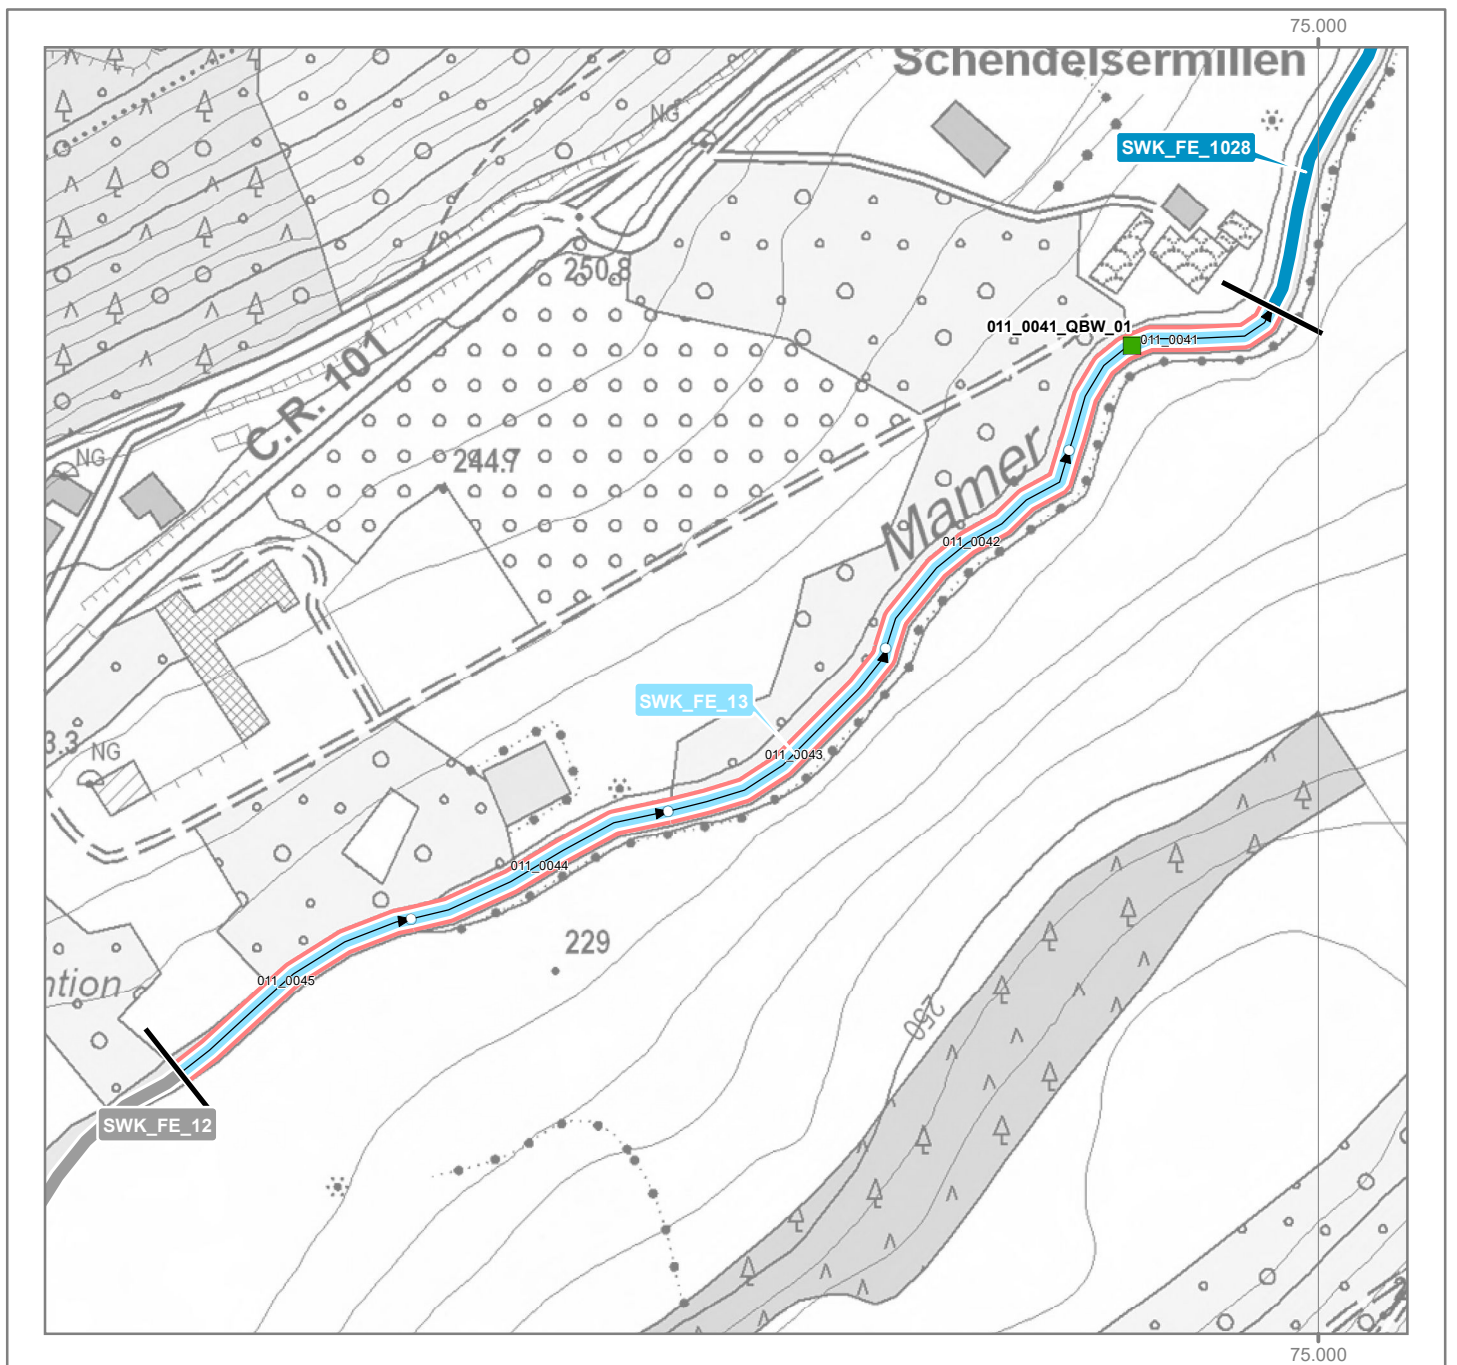 75.000
Schendelsermillen
NG
SWK_FE_1028
250.8
011_0041_QBW_01
011_0041
C.R. 101
NG
244.7
Mamer
011_0042
SWK_FE_13
3.3
NG
011_0043
011_0044
229
011_0045
ntion
250
SWK_FE_12
75.000